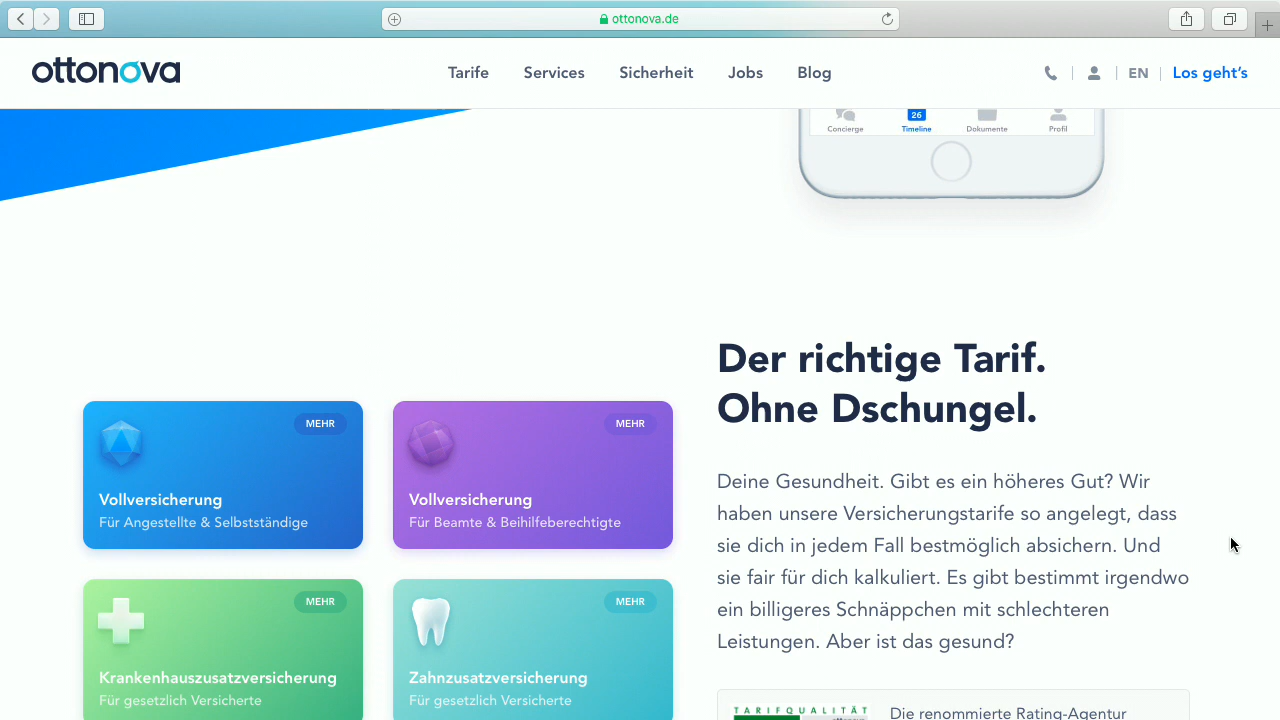 ottonova.de
ottonova
Tarife
Services
Sicherheit
Jobs
Blog
EN
Los geht's
26
Concierge
Timeline
Dokumente
Profil
Der richtige Tarif.
Ohne Dschungel.
MEHR
Vollversicherung
Für Angestellte & Selbstständige
MEHR
Vollversicherung
Für Beamte & Beihilfeberechtigte
MEHR
Krankenhauszusatzversicherung
Für gesetzlich Versicherte
MEHR
Zahnzusatzversicherung
Für gesetzlich Versicherte
Deine Gesundheit. Gibt es ein höheres Gut? Wir
haben unsere Versicherungstarife so angelegt, dass
sie dich in jedem Fall bestmöglich absichern. Und
sie fair für dich kalkuliert. Es gibt bestimmt irgendwo
ein billigeres Schnäppchen mit schlechteren
Leistungen. Aber ist das gesund?
TARIFQUALITÄT
Die renommierte Rating-Agentur